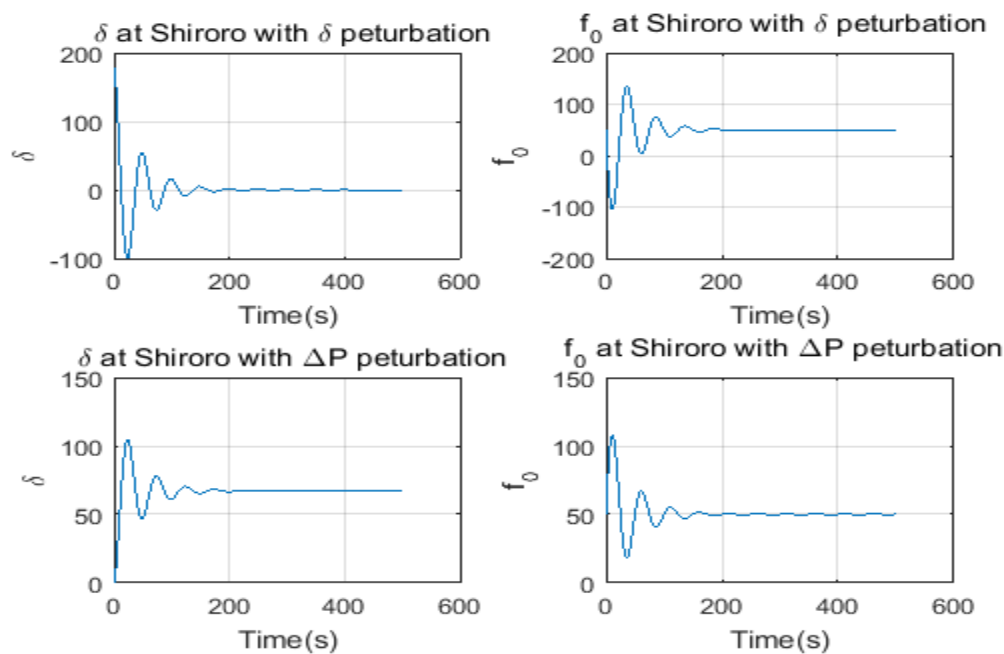 δ at Shiroro with δ peturbation
200
100
0
-100
δ
0
200
400
600
Time(s)
f₀ at Shiroro with δ peturbation
200
100
0
-100
-200
f₀
0
200
400
600
Time(s)
δ at Shiroro with ΔP peturbation
150
100
50
0
δ
0
200
400
600
Time(s)
f₀ at Shiroro with ΔP peturbation
150
100
50
0
f₀
0
200
400
600
Time(s)